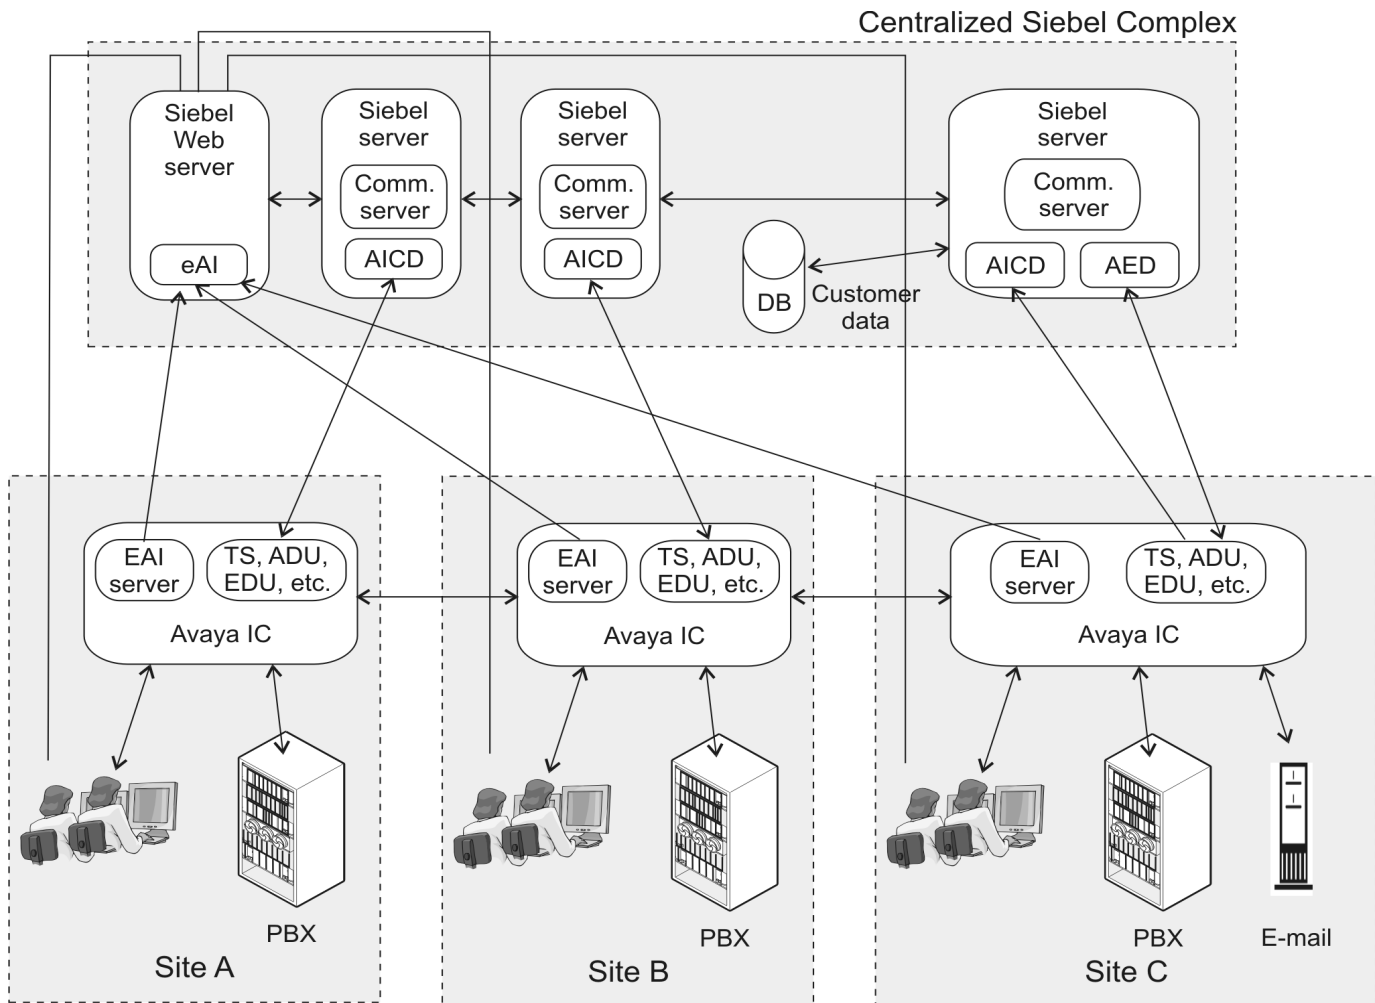 Centralized Siebel Complex
Siebel
Web
server
eAI
Siebel
server
Comm.
server
AICD
Siebel
server
Comm.
server
AICD
DB
Customer
data
Siebel
server
Comm.
server
AICD
AED
EAI
server
TS, ADU,
EDU, etc.
Avaya IC
PBX
Site A
EAI
server
TS, ADU,
EDU, etc.
Avaya IC
PBX
Site B
EAI
server
TS, ADU,
EDU, etc.
Avaya IC
PBX
E-mail
Site C